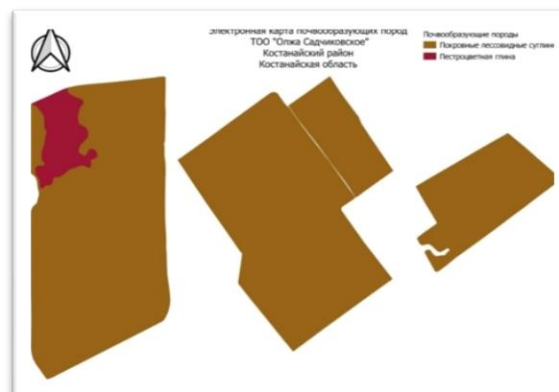 Электронная карта почвообразующих пород
ТОО "Олжа Садчиковское"
Костанайский район
Костанайская область
Почвообразующие породы
Покровные лессовидные суглин
Пестроцветная глина